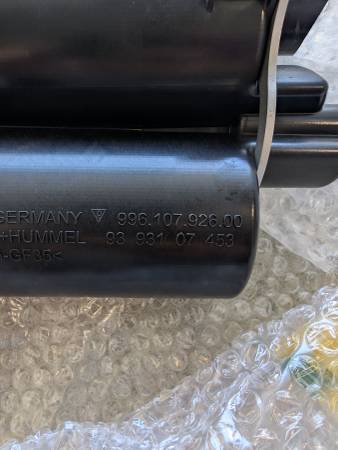 GERMANY 996.107.926.00
+HUMMEL 93 931 07 453
-GF35<